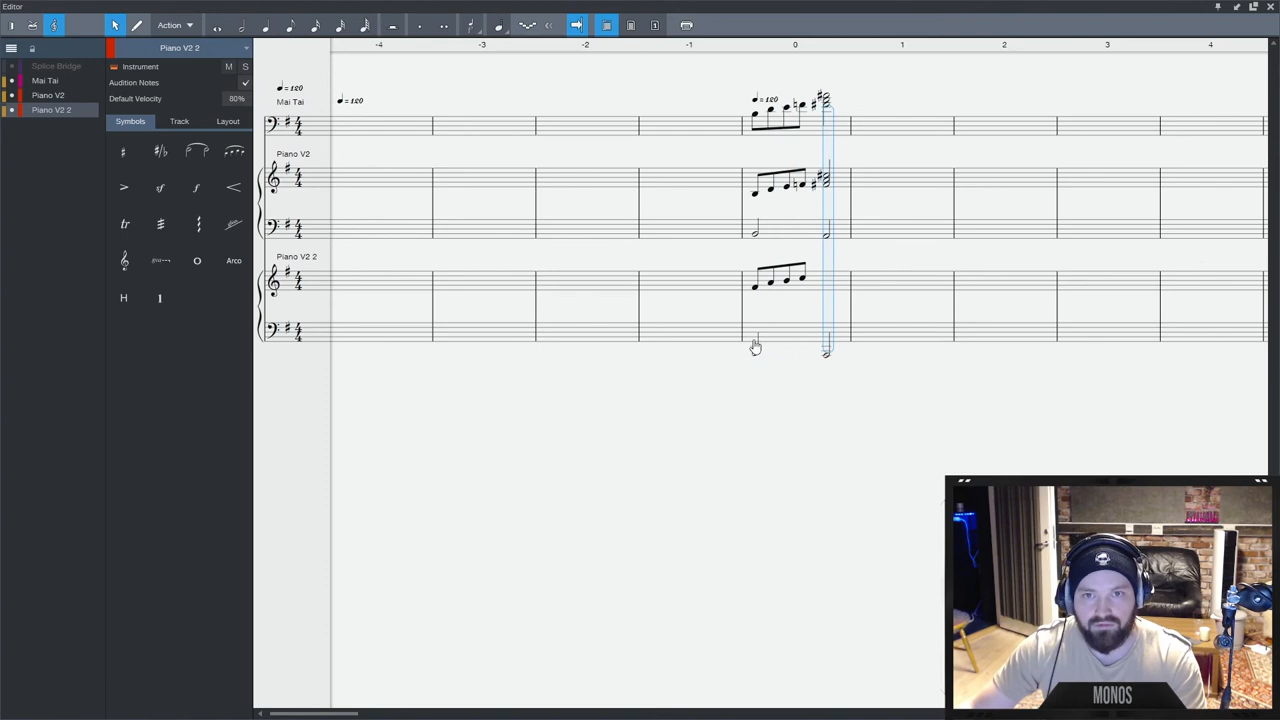 Editor
Action
Piano V2 2
-4 -3 -2 -1 0 1 2 3 4
Splice Bridge
Mai Tai
Piano V2
Piano V2 2
Instrument M S
Audition Notes
Default Velocity 80%
Symbols Track Layout
tr
Arco
H 1
= 120
Mai Tai
= 120
= 120
Piano V2
Piano V2 2
MONOS